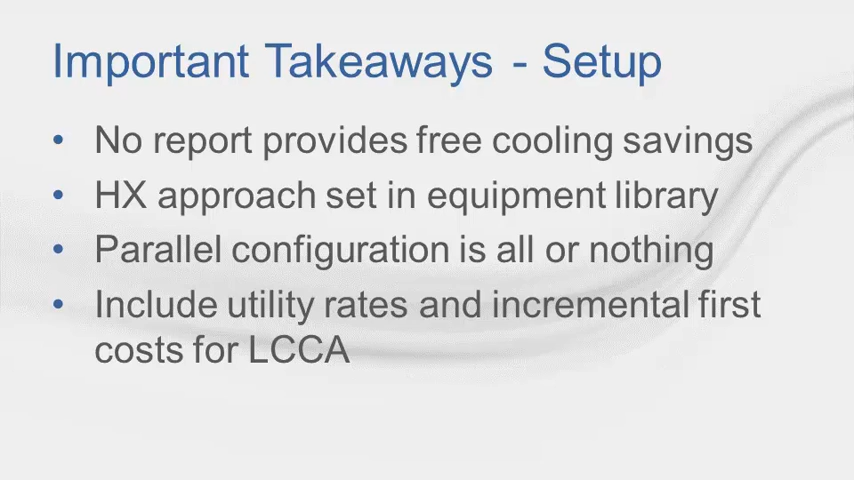 Important Takeaways - Setup
• No report provides free cooling savings
• HX approach set in equipment library
• Parallel configuration is all or nothing
• Include utility rates and incremental first
costs for LCCA